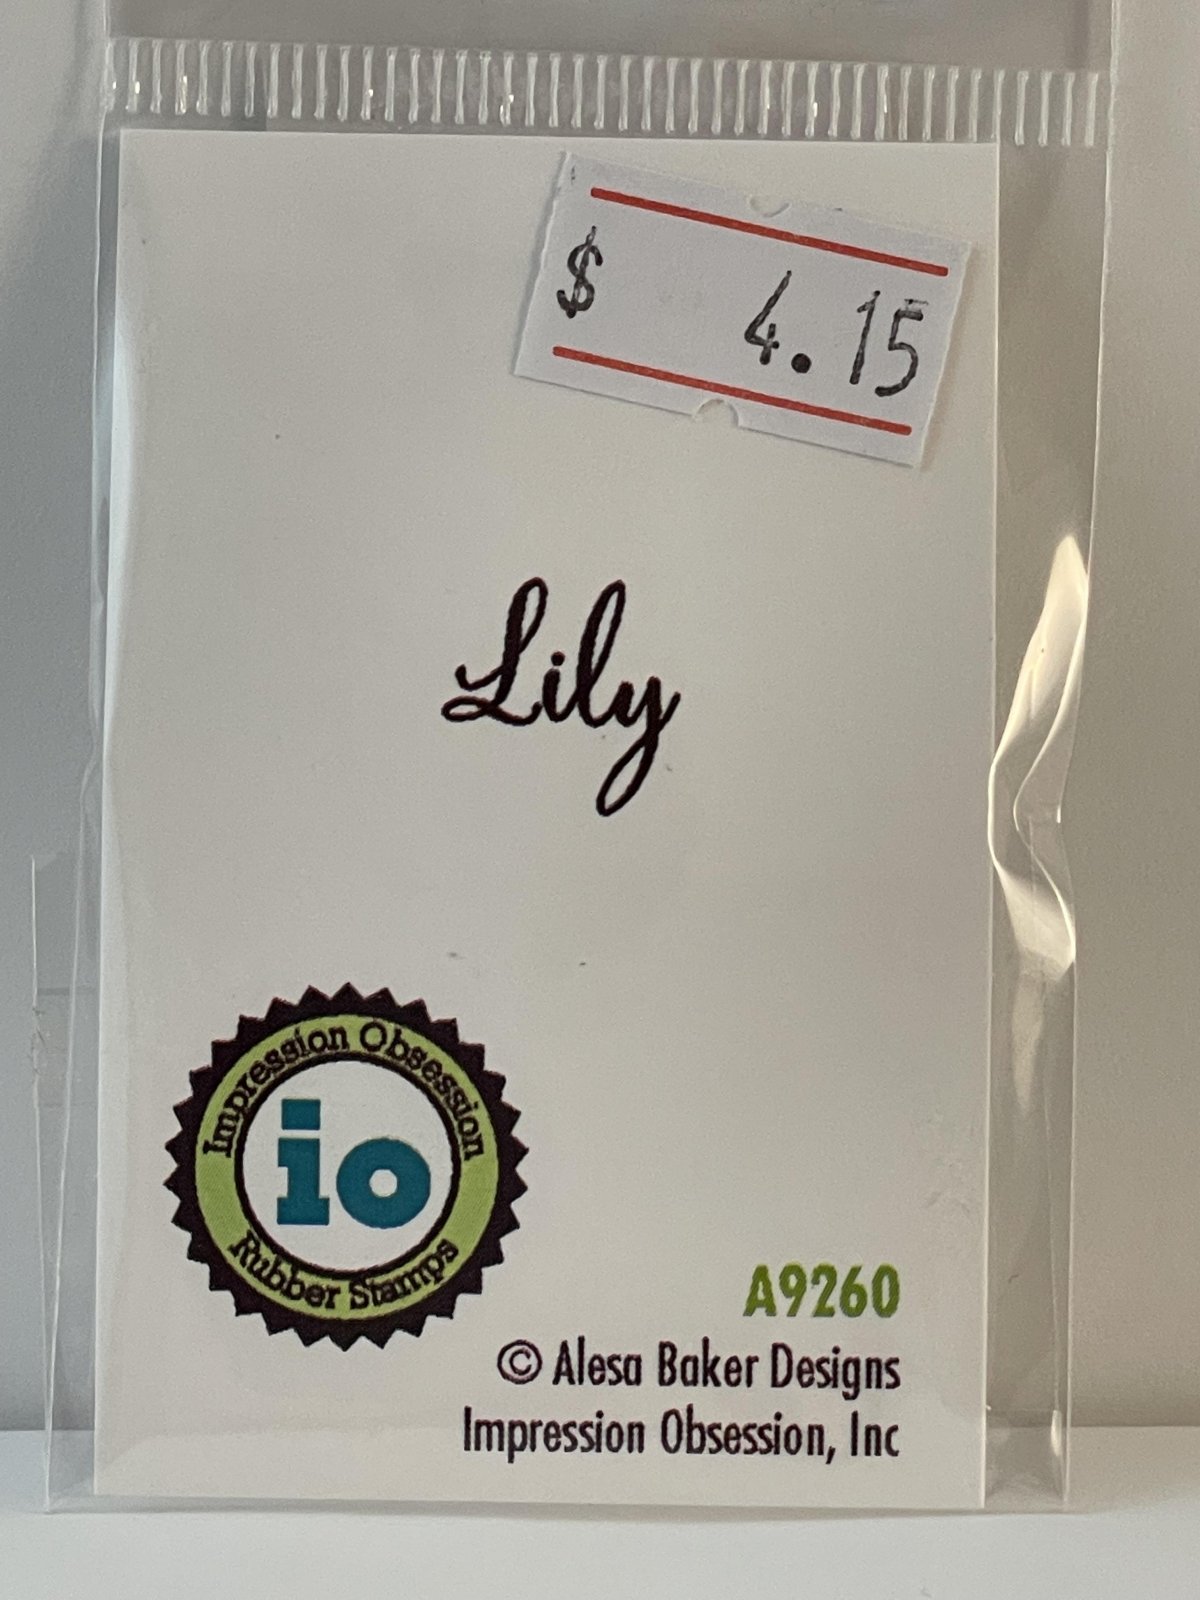 $ 4.15
Lily
Impression Obsession
io
Rubber Stamps
A9260
© Alesa Baker Designs
Impression Obsession, Inc